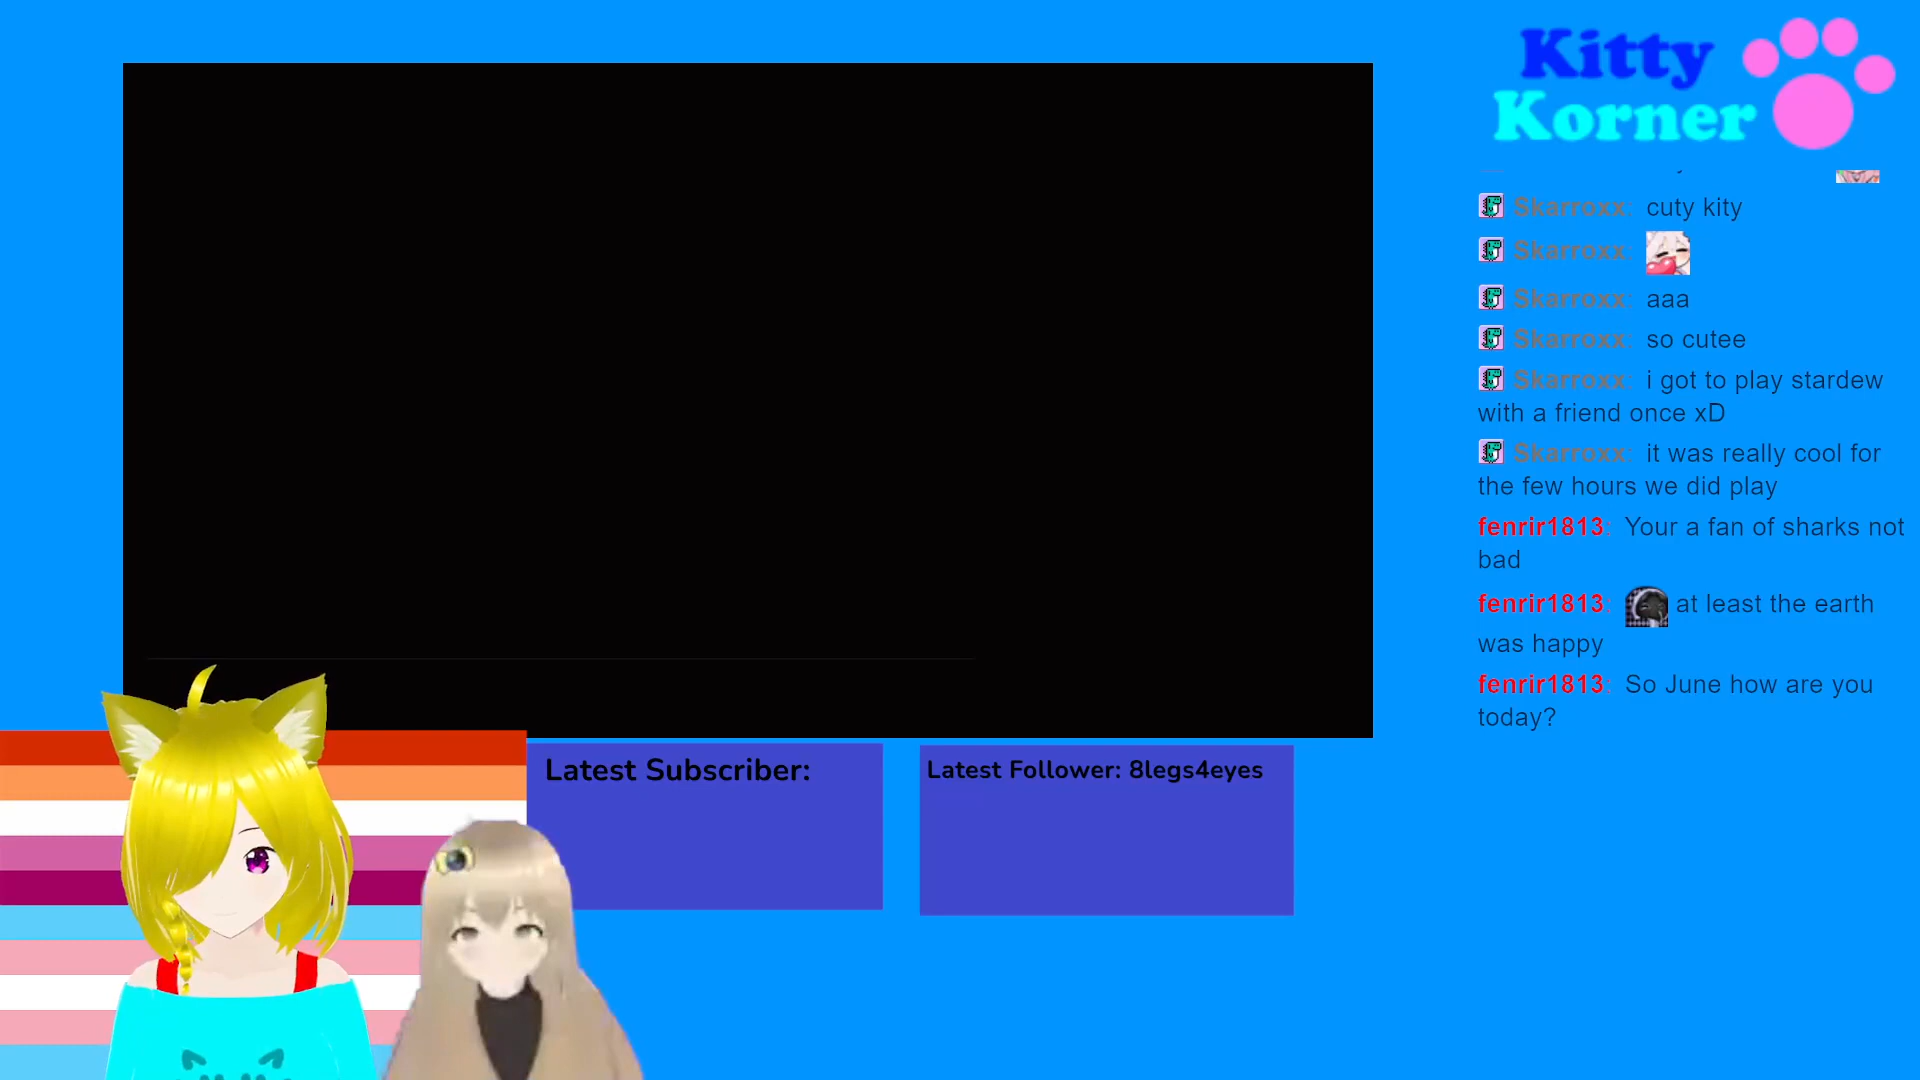 Kitty
Korner
Skarroxx: cuty kity
Skarroxx:
Skarroxx: aaa
Skarroxx: so cutee
Skarroxx: i got to play stardew
with a friend once xD
Skarroxx: it was really cool for
the few hours we did play
fenrir1813: Your a fan of sharks not
bad
fenrir1813: at least the earth
was happy
fenrir1813: So June how are you
today?
Latest Subscriber:
Latest Follower: 8legs4eyes